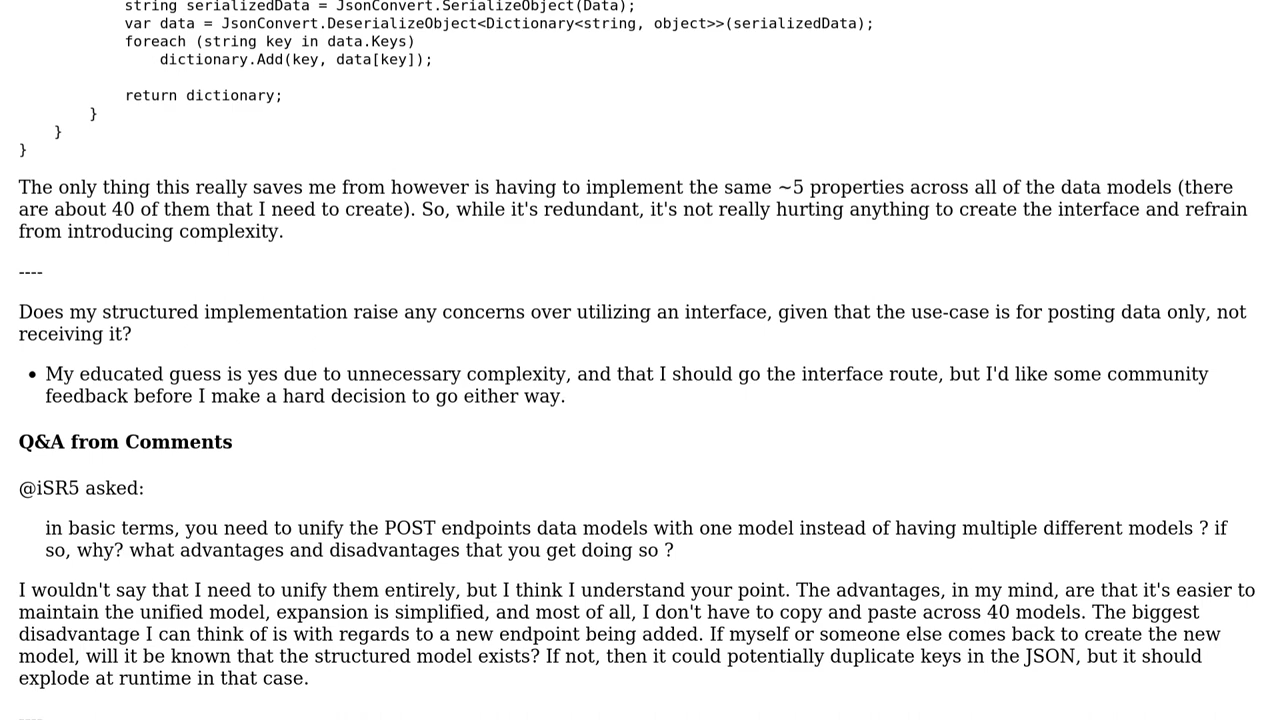 string serializedData = JsonConvert.SerializeObject(Data);
var data = JsonConvert.DeserializeObject<Dictionary<string, object>>(serializedData);
foreach (string key in data.Keys)
dictionary.Add(key, data[key]);
return dictionary;
}
}
}
The only thing this really saves me from however is having to implement the same ~5 properties across all of the data models (there
are about 40 of them that I need to create). So, while it's redundant, it's not really hurting anything to create the interface and refrain
from introducing complexity.
----
Does my structured implementation raise any concerns over utilizing an interface, given that the use-case is for posting data only, not
receiving it?
• My educated guess is yes due to unnecessary complexity, and that I should go the interface route, but I'd like some community
feedback before I make a hard decision to go either way.
Q&A from Comments
@iSR5 asked:
in basic terms, you need to unify the POST endpoints data models with one model instead of having multiple different models ? if
so, why? what advantages and disadvantages that you get doing so ?
I wouldn't say that I need to unify them entirely, but I think I understand your point. The advantages, in my mind, are that it's easier to
maintain the unified model, expansion is simplified, and most of all, I don't have to copy and paste across 40 models. The biggest
disadvantage I can think of is with regards to a new endpoint being added. If myself or someone else comes back to create the new
model, will it be known that the structured model exists? If not, then it could potentially duplicate keys in the JSON, but it should
explode at runtime in that case.
----